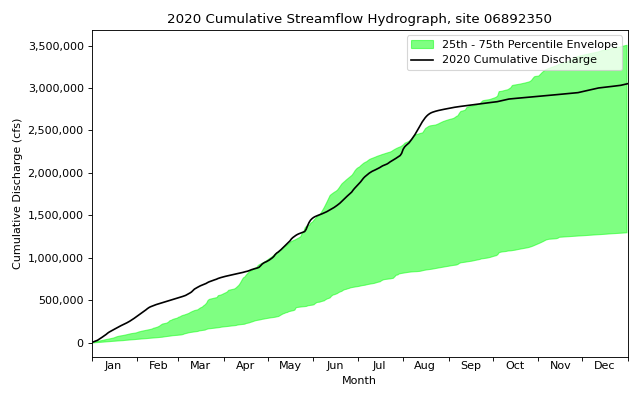 2020 Cumulative Streamflow Hydrograph, site 06892350
25th - 75th Percentile Envelope
2020 Cumulative Discharge
Cumulative Discharge (cfs)
3,500,000
3,000,000
2,500,000
2,000,000
1,500,000
1,000,000
500,000
0
Jan Feb Mar Apr May Jun Jul Aug Sep Oct Nov Dec
Month